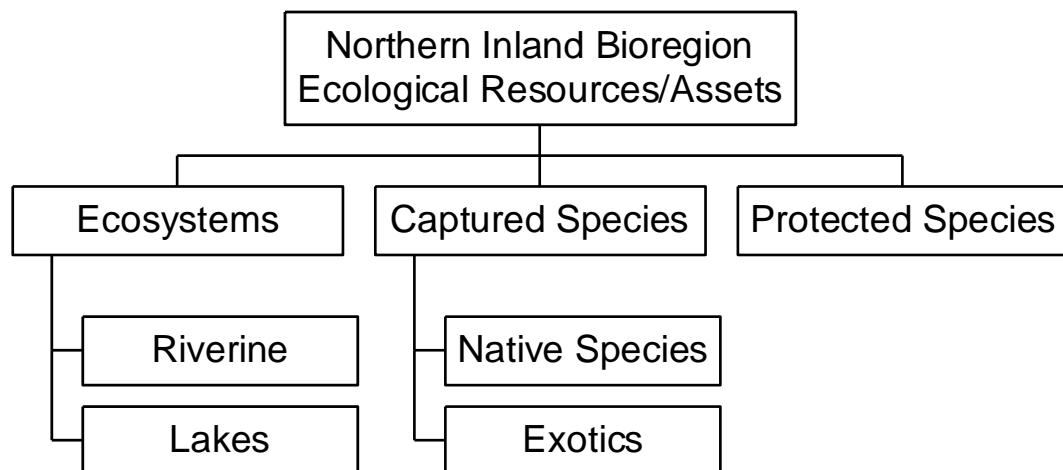 Northern Inland Bioregion
Ecological Resources/Assets
Ecosystems
Captured Species
Protected Species
Riverine
Native Species
Lakes
Exotics